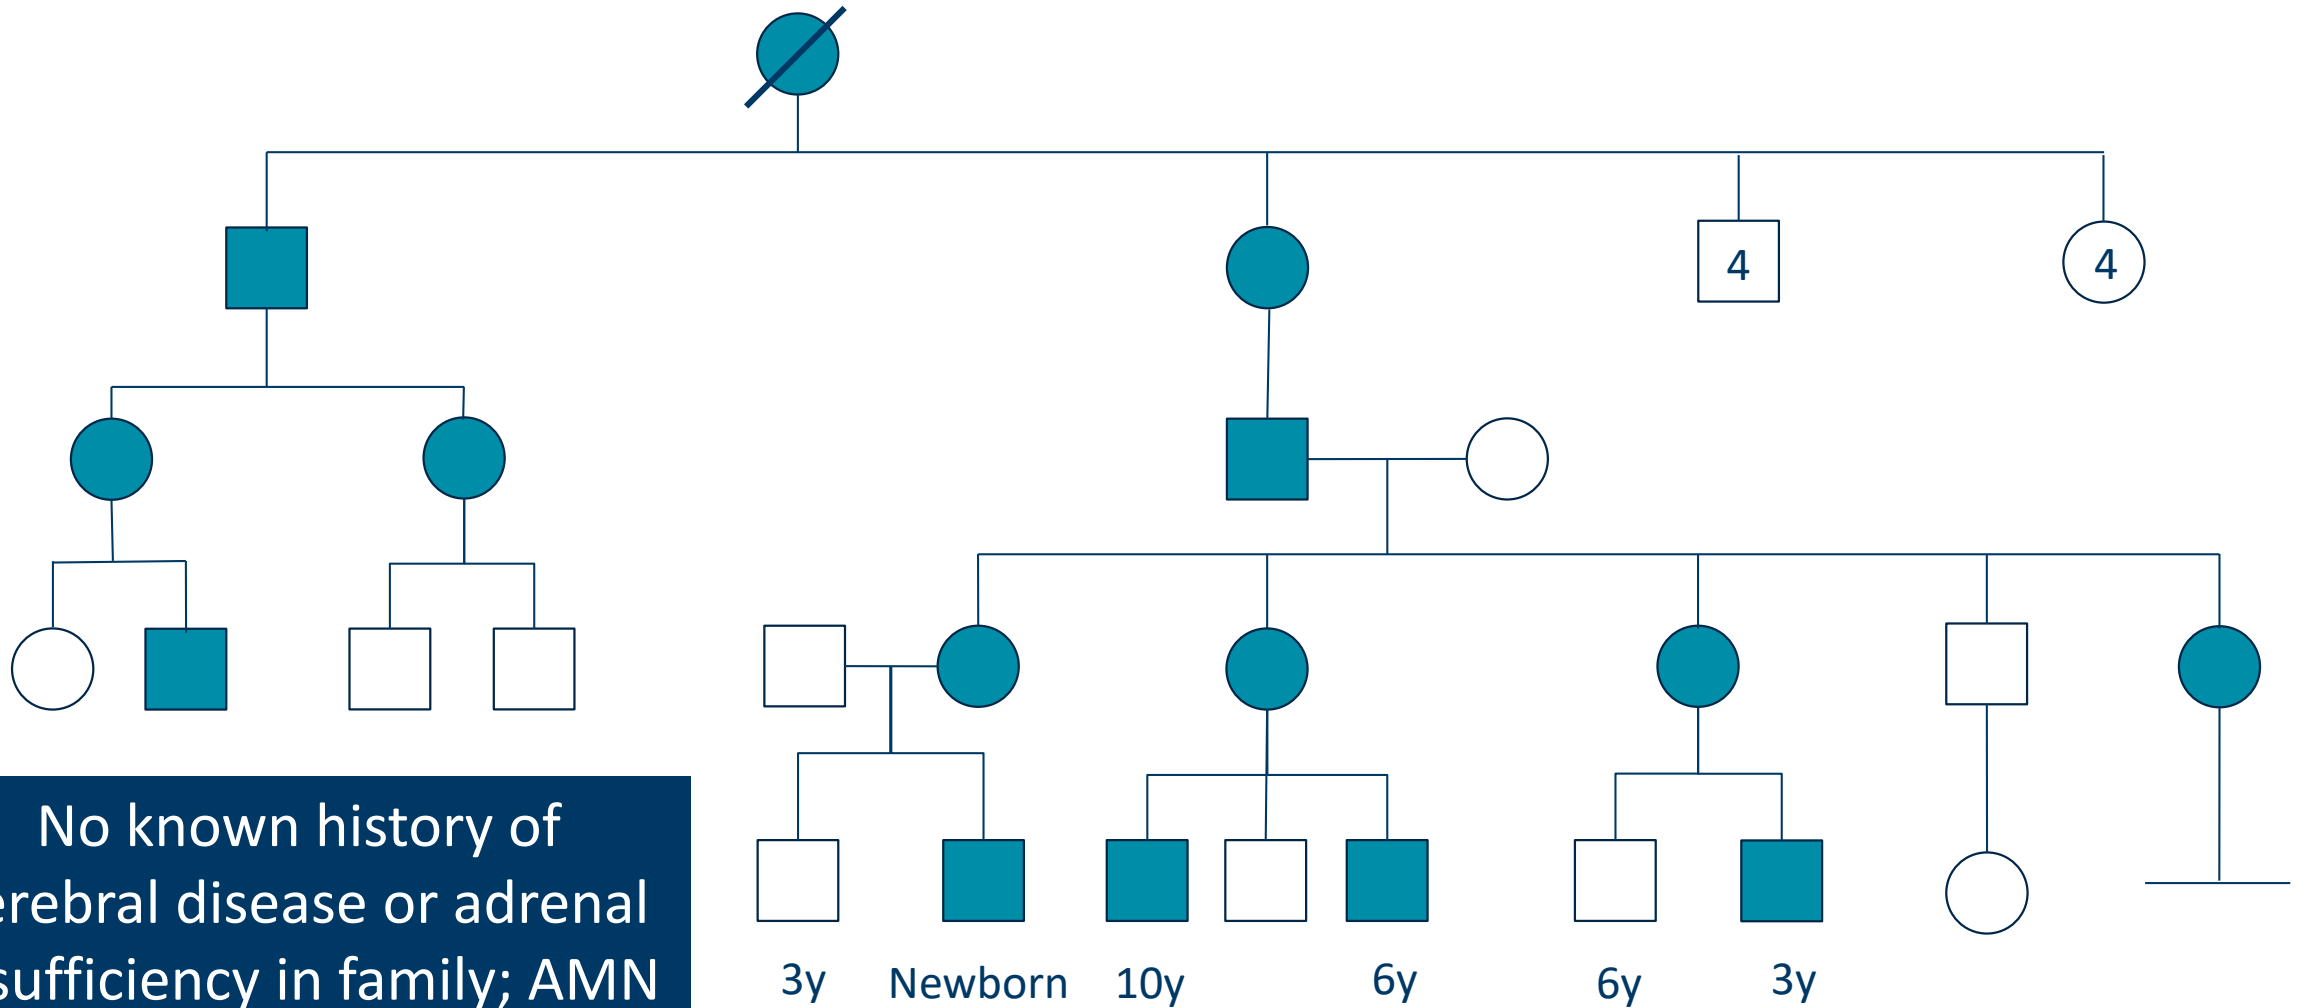 4 4
No known history of
erebral disease or adrenal
sufficiency in family; AMN
3y Newborn 10y 6y 6y 3y